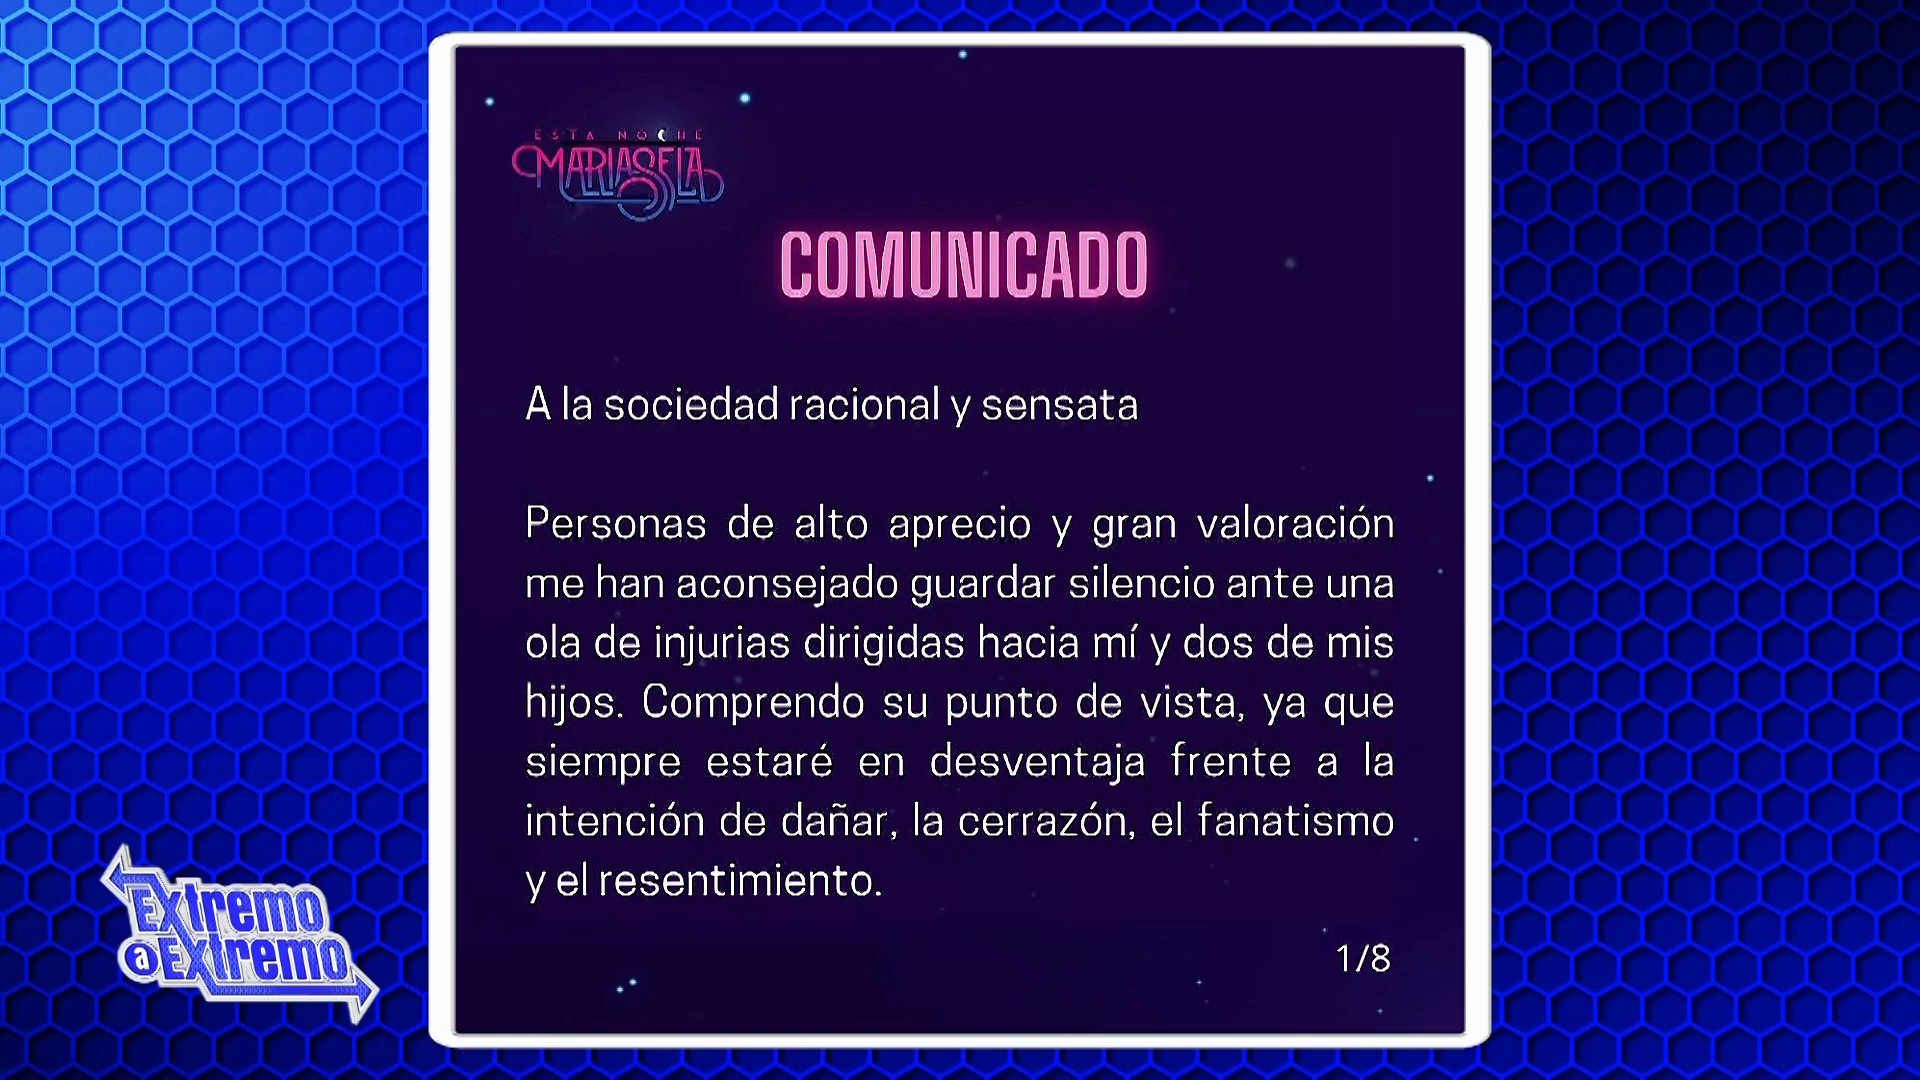 ESTA NOCHE
MARIASELA
COMUNICADO
A la sociedad racional y sensata
Personas de alto aprecio y gran valoración
me han aconsejado guardar silencio ante una
ola de injurias dirigidas hacia mí y dos de mis
hijos. Comprendo su punto de vista, ya que
siempre estaré en desventaja frente a la
intención de dañar, la cerrazón, el fanatismo
y el resentimiento.
1/8
Extremo
a Extremo